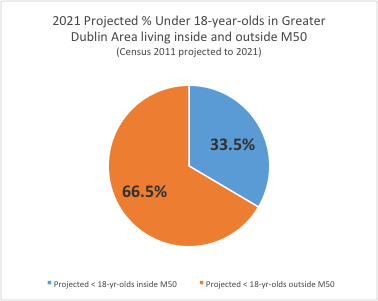 2021 Projected % Under 18-year-olds in Greater
Dublin Area living inside and outside M50
(Census 2011 projected to 2021)
33.5%
66.5%
Projected < 18-yr-olds inside M50
Projected < 18-yr-olds outside M50